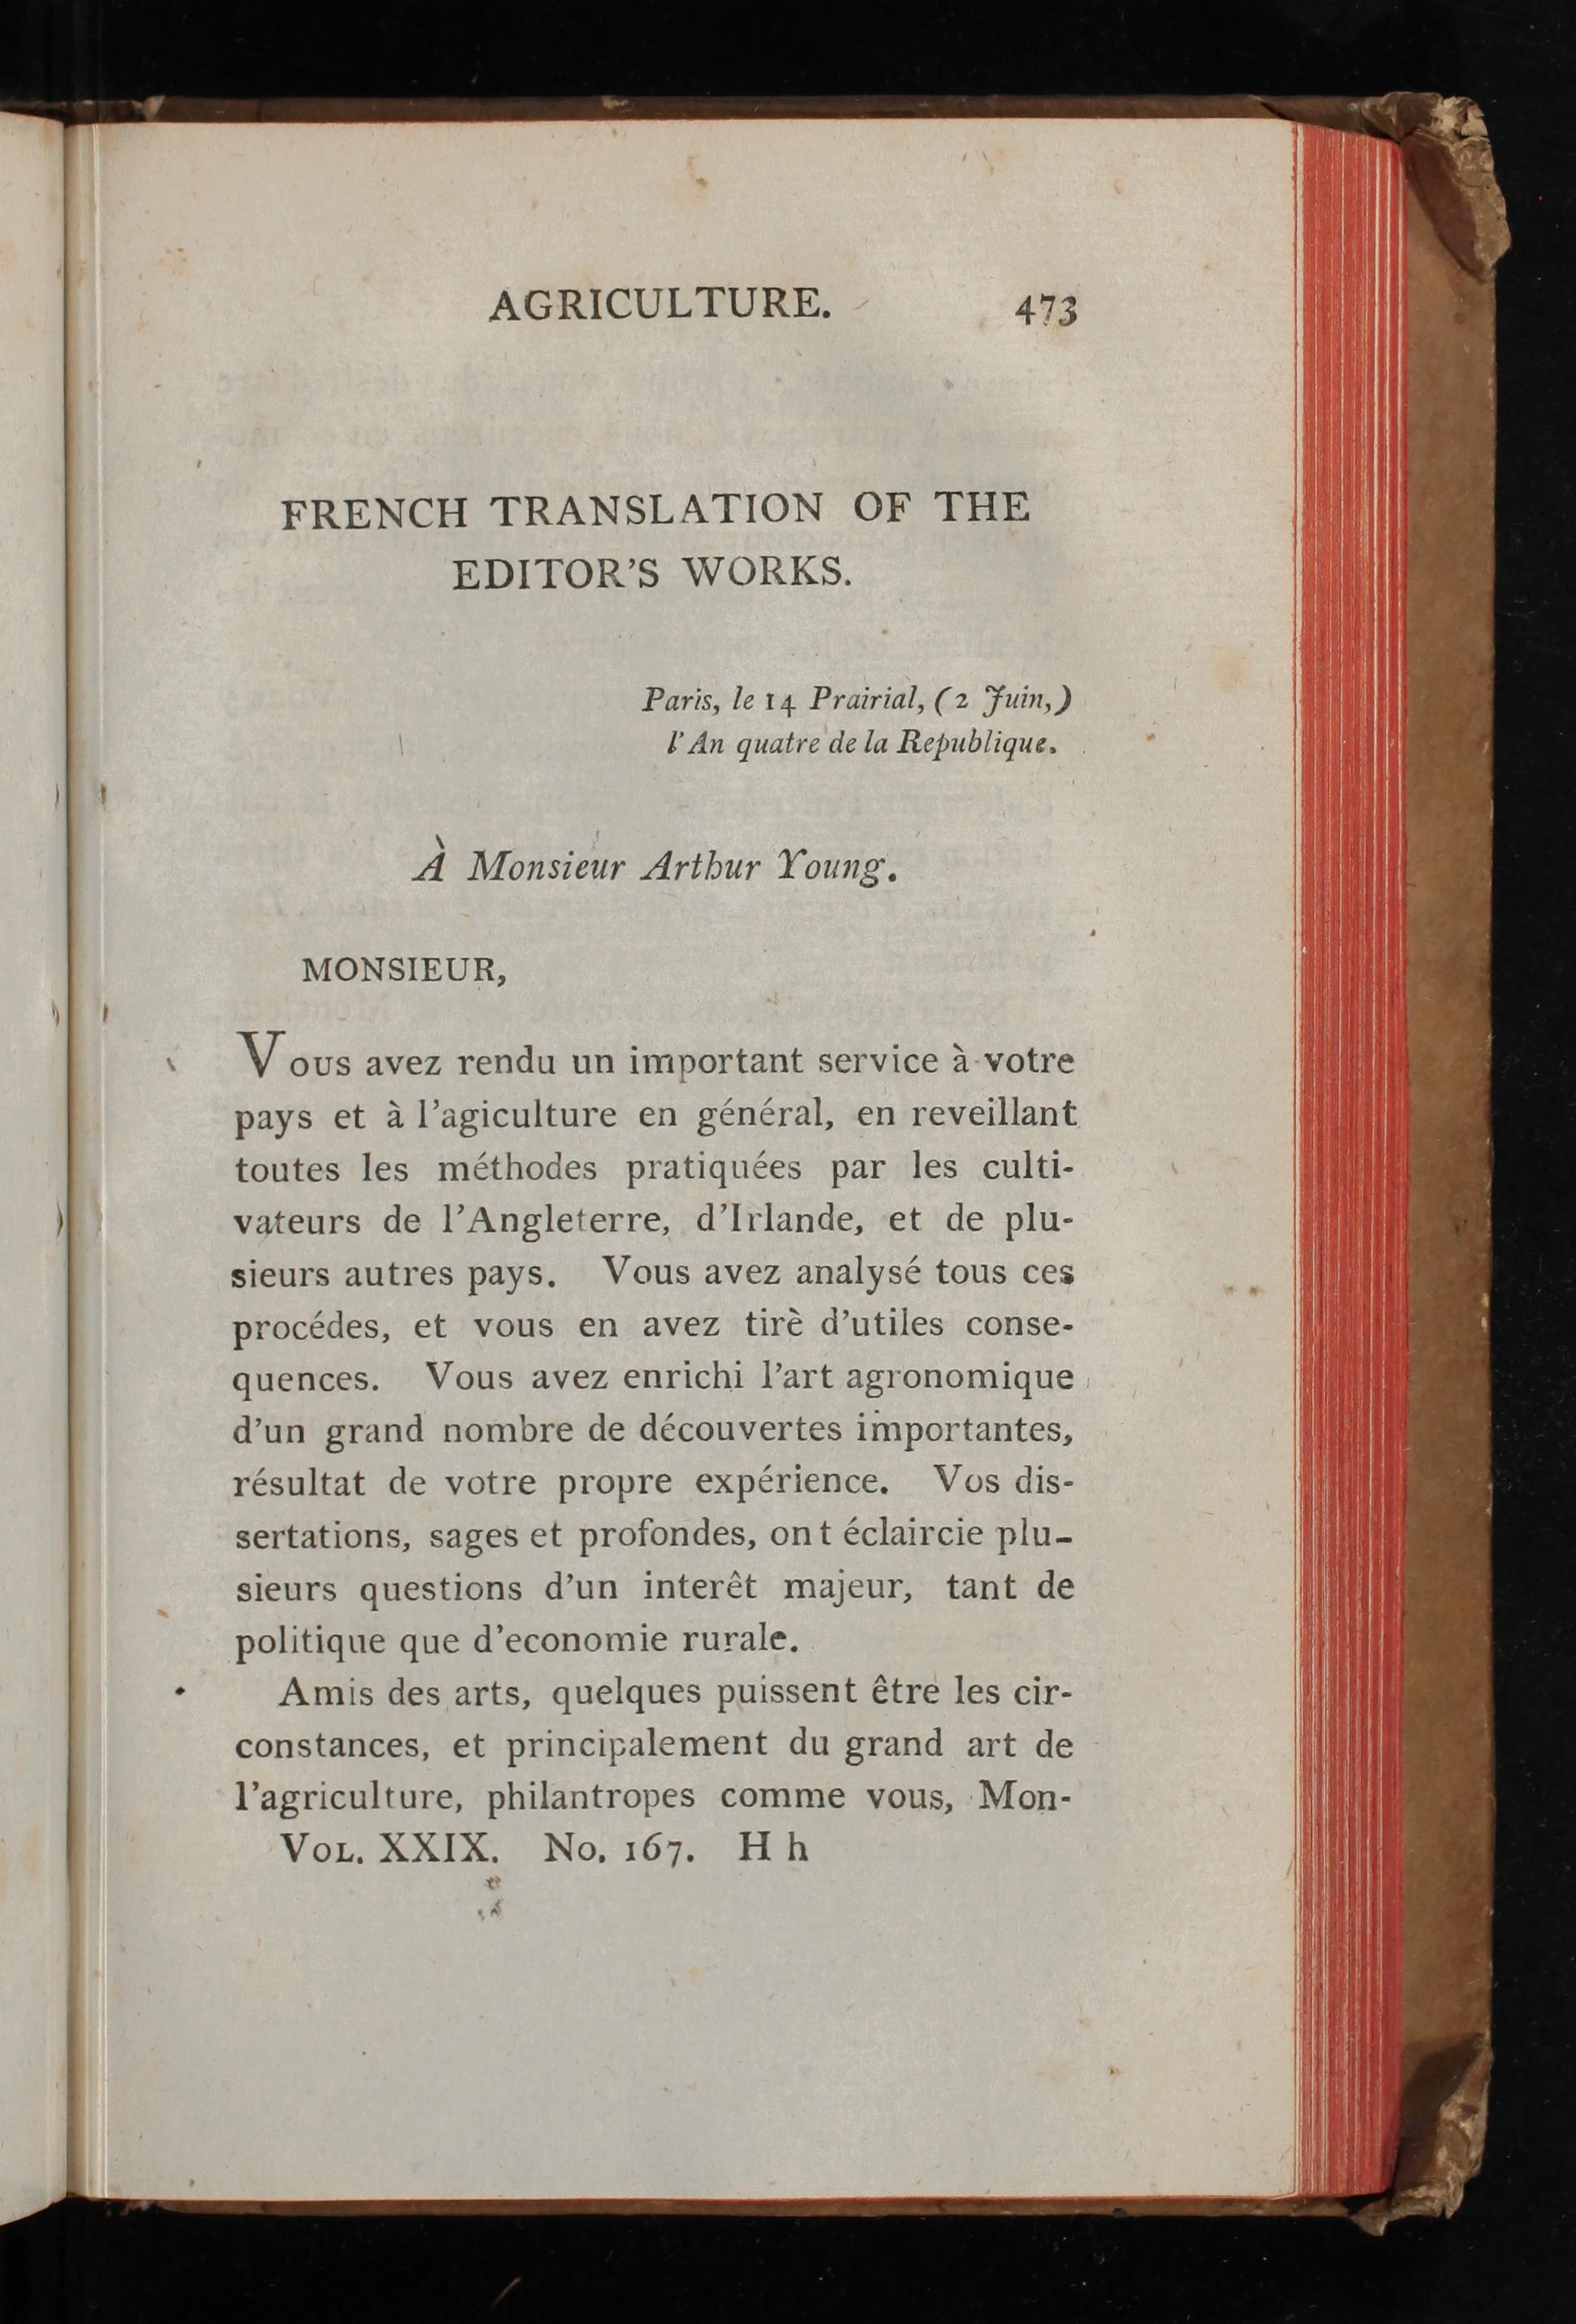 AGRICULTURE. 473
FRENCH TRANSLATION OF THE
EDITOR'S WORKS.
Paris, le 14 Prairial, (2 Juin,)
l'An quatre de la Republique.
À Monsieur Arthur Young.
MONSIEUR,
Vous avez rendu un important service à votre
pays et à l'agiculture en général, en reveillant
toutes les méthodes pratiquées par les culti-
vateurs de l'Angleterre, d'Irlande, et de plu-
sieurs autres pays. Vous avez analysé tous ces
procédes, et vous en avez tirè d'utiles conse-
quences. Vous avez enrichi l'art agronomique
d'un grand nombre de découvertes importantes,
résultat de votre propre expérience. Vos dis-
sertations, sages et profondes, ont éclaircie plu-
sieurs questions d'un interêt majeur, tant de
politique que d'economie rurale.
Amis des arts, quelques puissent être les cir-
constances, et principalement du grand art de
l'agriculture, philantropes comme vous, Mon-
VOL. XXIX. No. 167. H h